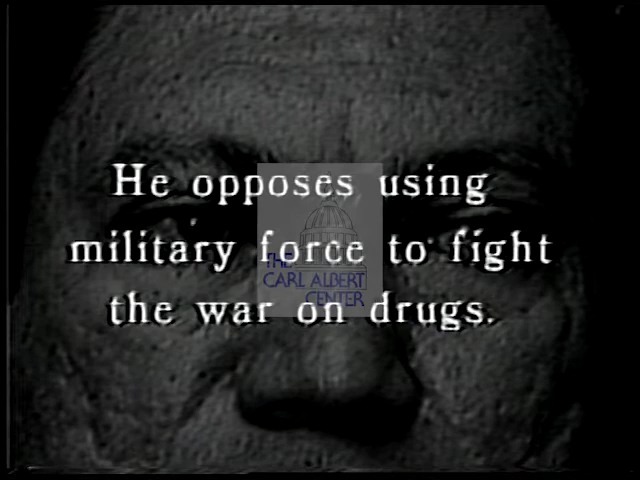 He opposes using
military force to fight
the war on drugs.
THE
CARL ALBERT
CENTER